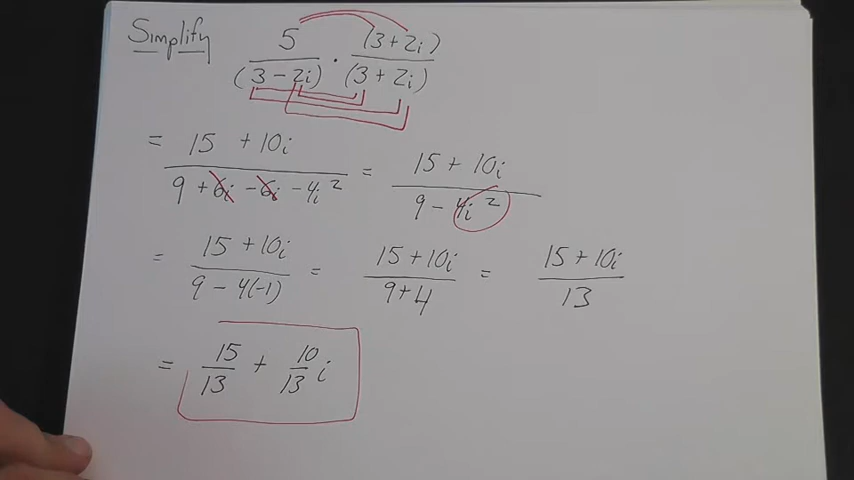 Simplify 5/(3 - 2i) · (3 + 2i)/(3 + 2i)
= (15 + 10i)/(9 + 6i - 6i - 4i²) = (15 + 10i)/(9 - 4i²)
= (15 + 10i)/(9 - 4(-1)) = (15 + 10i)/(9 + 4) = (15 + 10i)/13
= 15/13 + 10/13 i